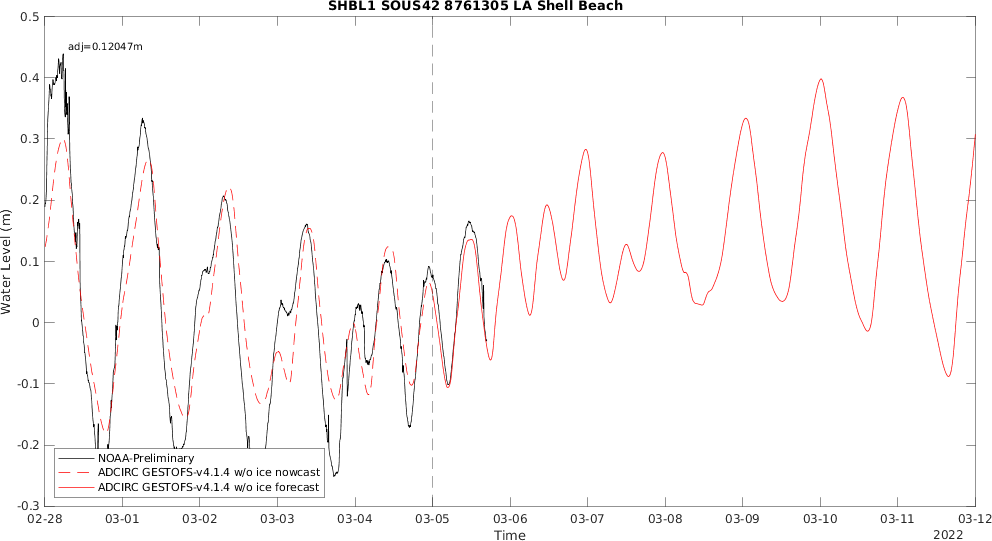 SHBL1 SOUS42 8761305 LA Shell Beach
adj=0.12047m
Water Level (m)
0.5
0.4
0.3
0.2
0.1
0
-0.1
-0.2
-0.3
NOAA-Preliminary
ADCIRC GESTOFS-v4.1.4 w/o ice nowcast
ADCIRC GESTOFS-v4.1.4 w/o ice forecast
02-28 03-01 03-02 03-03 03-04 03-05 03-06 03-07 03-08 03-09 03-10 03-11 03-12
Time
2022